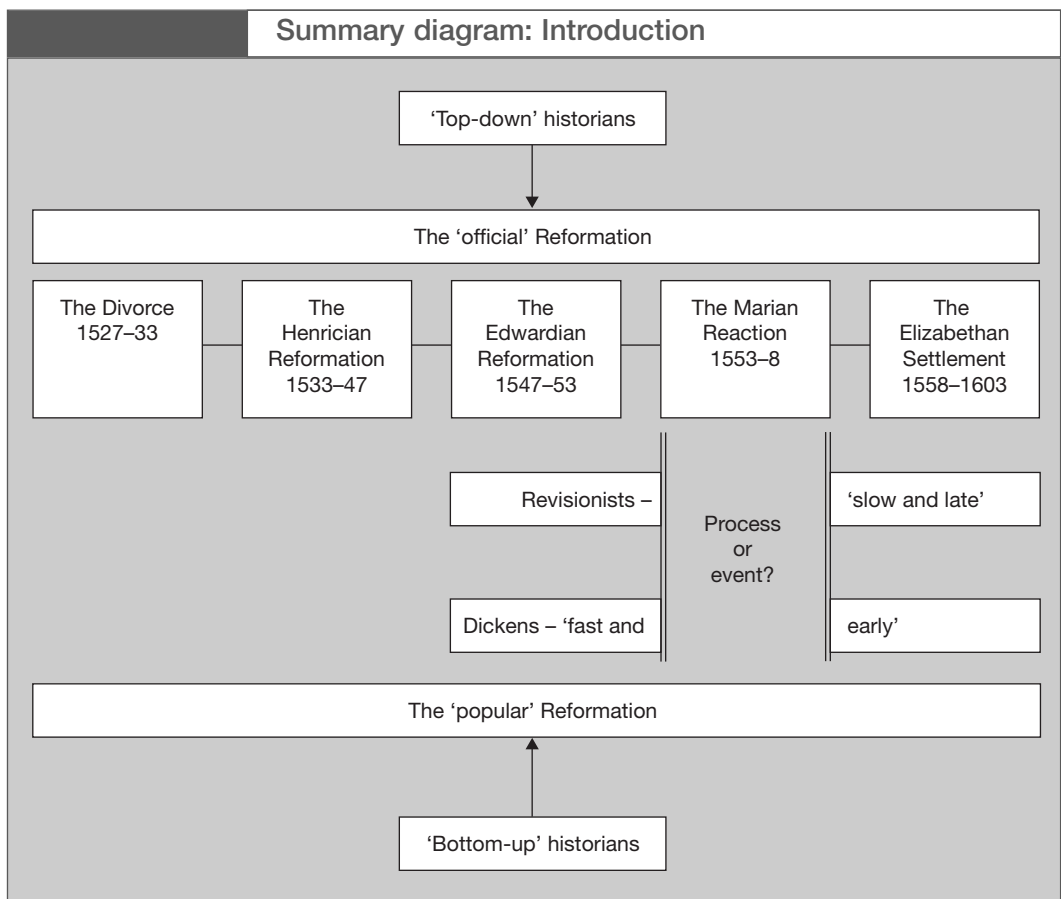 Summary diagram: Introduction
‘Top-down’ historians
The ‘official’ Reformation
The Divorce
1527–33
The
Henrician
Reformation
1533–47
The
Edwardian
Reformation
1547–53
The Marian
Reaction
1553–8
The
Elizabethan
Settlement
1558–1603
Revisionists –
‘slow and late’
Process
or
event?
Dickens – ‘fast and
early’
The ‘popular’ Reformation
‘Bottom-up’ historians